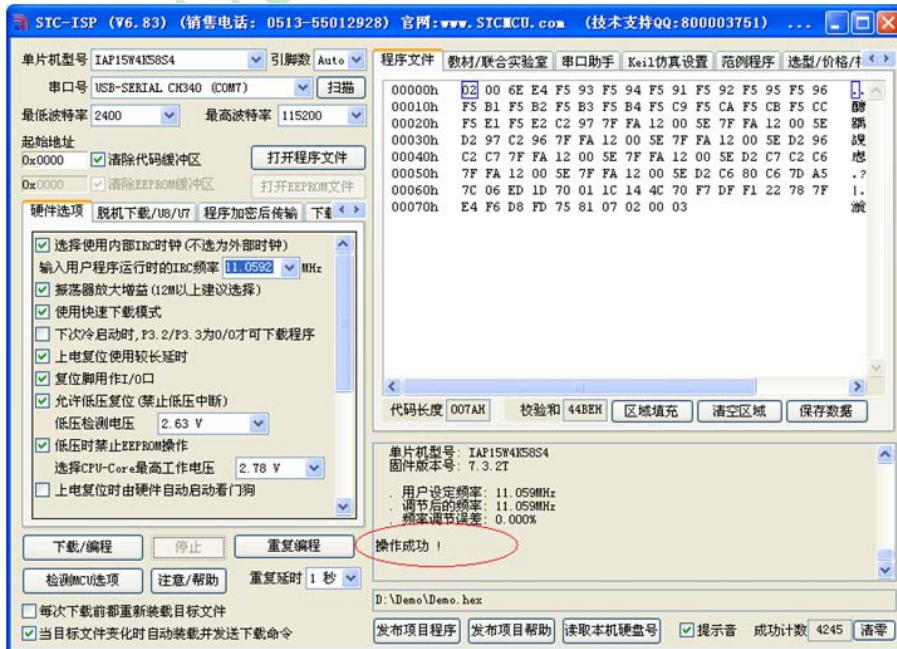 STC-ISP (V6.83) (销售电话: 0513-55012928) 官网:www.STCMCU.com (技术支持QQ:800003751) ...
单片机型号 IAP15W4K58S4 引脚数 Auto
串口号 USB-SERIAL CH340 (COM7) 扫描
最低波特率 2400 最高波特率 115200
起始地址
0x0000 清除代码缓冲区 打开程序文件
0x0000 清除EEPROM缓冲区 打开EEPROM文件
硬件选项 脱机下载/U8/U7 程序加密后传输
选择使用内部IRC时钟(不选为外部时钟)
输入用户程序运行时的IRC频率 11.0592 MHz
振荡器放大增益(12M以上建议选择)
使用快速下载模式
下次冷启动时,P3.2/P3.3为0/0才可下载程序
上电复位使用较长延时
复位脚用作I/O口
允许低压复位(禁止低压中断)
低压检测电压 2.63 V
低压时禁止EEPROM操作
选择CPU-Core最高工作电压 2.78 V
上电复位时由硬件自动启动看门狗
下载/编程 停止 重复编程
检测MCU选项 注意/帮助 重复延时 1 秒
每次下载前都重新装载目标文件
当目标文件变化时自动装载并发送下载命令
程序文件 教材/联合实验室 串口助手 Keil仿真设置 范例程序 选型/价格/
00000h 02 00 6E E4 F5 93 F5 94 F5 91 F5 92 F5 95 F5 96
00010h F5 B1 F5 B2 F5 B3 F5 B4 F5 C9 F5 CA F5 CB F5 CC
00020h F5 E1 F5 E2 C2 97 7F FA 12 00 5E 7F FA 12 00 5E
00030h D2 97 C2 96 7F FA 12 00 5E 7F FA 12 00 5E D2 96
00040h C2 C7 7F FA 12 00 5E 7F FA 12 00 5E D2 C7 C2 C6
00050h 7F FA 12 00 5E 7F FA 12 00 5E D2 C6 80 C6 7D A5
00060h 7C 06 ED 1D 70 01 1C 14 4C 70 F7 DF F1 22 78 7F
00070h E4 F6 D8 FD 75 81 07 02 00 03
代码长度 007AH 校验和 44BEH 区域填充 清空区域 保存数据
单片机型号: IAP15W4K58S4
固件版本号: 7.3.2T
. 用户设定频率: 11.059MHz
. 调节后的频率: 11.059MHz
. 频率调节误差: 0.000%
操作成功 !
D:\Demo\Demo.hex
发布项目程序 发布项目帮助 读取本机硬盘号 提示音 成功计数 4245 清零